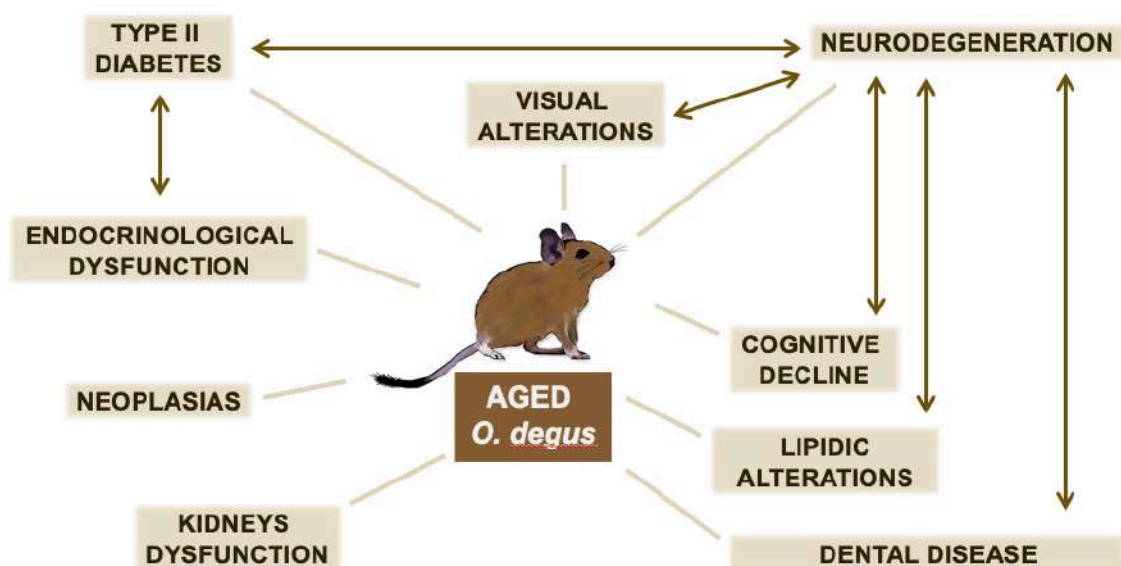 TYPE II
DIABETES
NEURODEGENERATION
VISUAL
ALTERATIONS
ENDOCRINOLOGICAL
DYSFUNCTION
COGNITIVE
DECLINE
NEOPLASIAS
AGED
O. degus
LIPIDIC
ALTERATIONS
KIDNEYS
DYSFUNCTION
DENTAL DISEASE